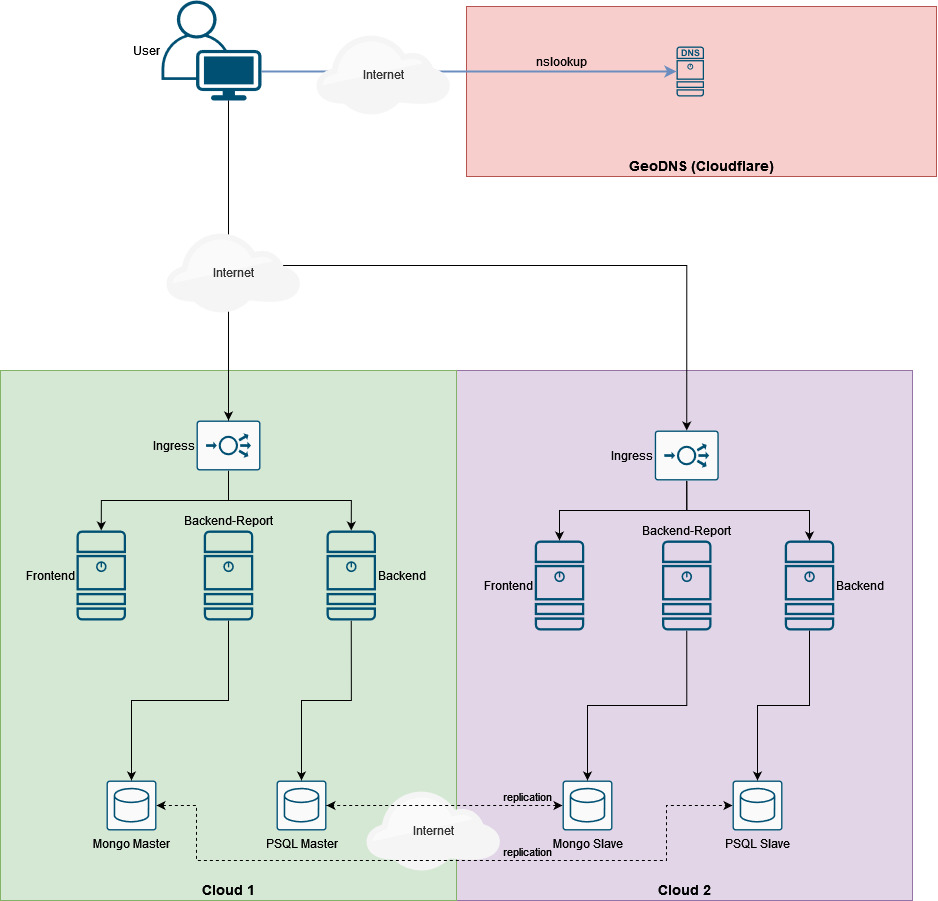 User
Internet
nslookup
DNS
GeoDNS (Cloudflare)
Internet
Ingress
Ingress
Backend-Report
Backend-Report
Frontend
Backend
Frontend
Backend
replication
Internet
Mongo Master
PSQL Master
Mongo Slave
PSQL Slave
replication
Cloud 1
Cloud 2